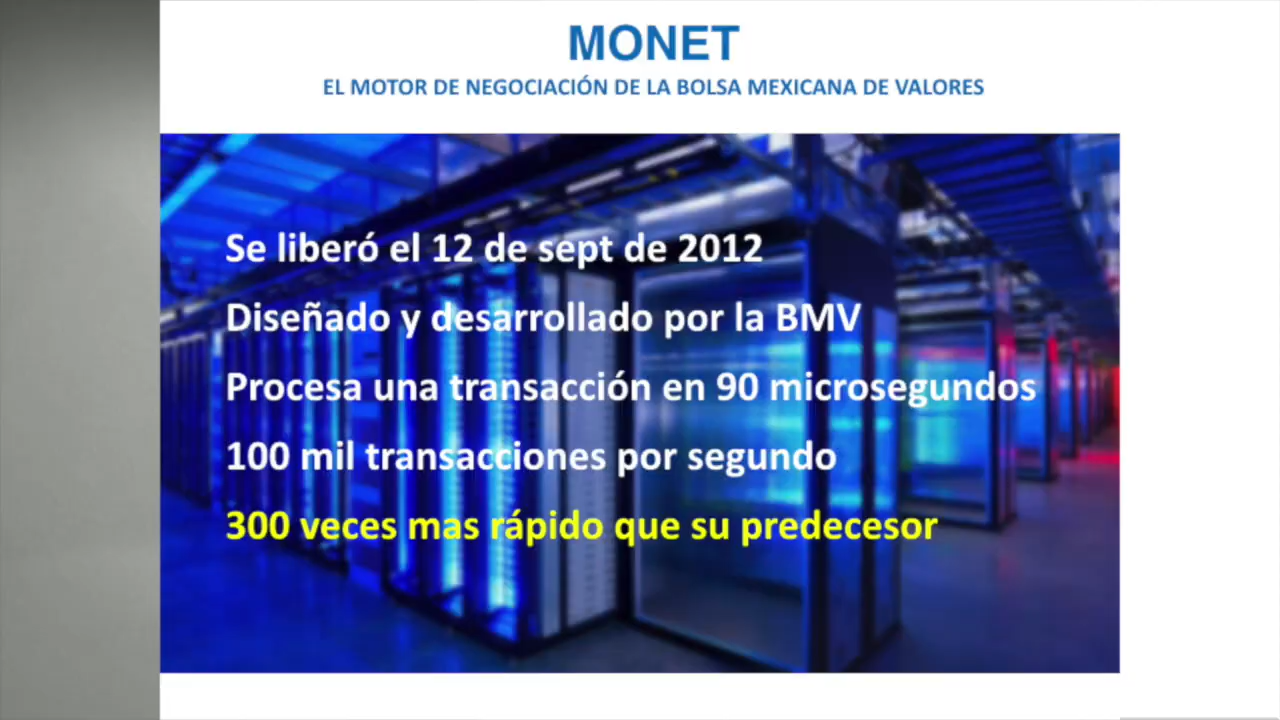 MONET
EL MOTOR DE NEGOCIACIÓN DE LA BOLSA MEXICANA DE VALORES
Se liberó el 12 de sept de 2012
Diseñado y desarrollado por la BMV
Procesa una transacción en 90 microsegundos
100 mil transacciones por segundo
300 veces mas rápido que su predecesor